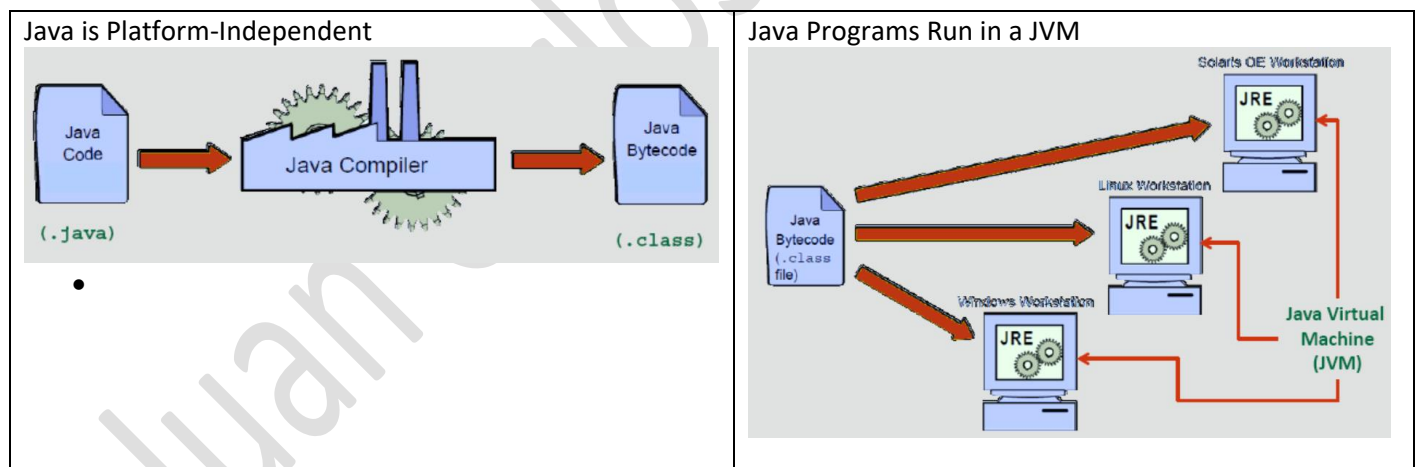 Java is Platform-Independent
Java
Code
(.java)
Java Compiler
Java
Bytecode
(.class)
•
Java Programs Run in a JVM
Solaris OE Workstation
JRE
Linux Workstation
JRE
Java
Bytecode
(.class
file)
Windows Workstation
JRE
Java Virtual
Machine
(JVM)
Juan